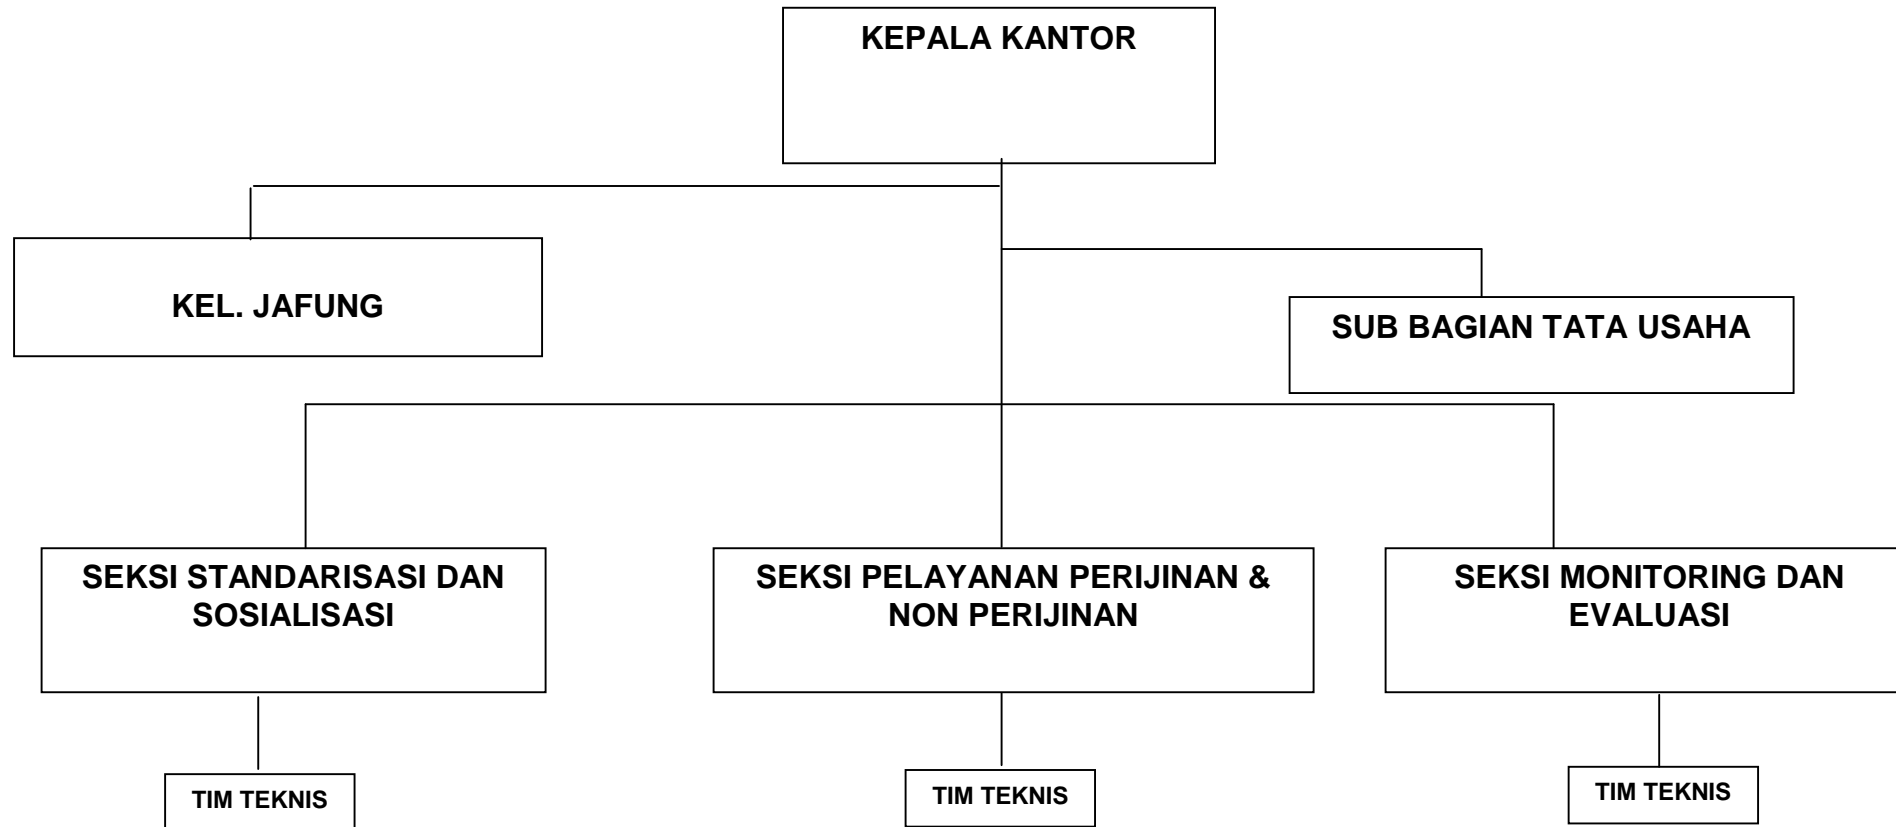 KEPALA KANTOR
KEL. JAFUNG
SUB BAGIAN TATA USAHA
SEKSI STANDARISASI DAN
SOSIALISASI
SEKSI PELAYANAN PERIJINAN &
NON PERIJINAN
SEKSI MONITORING DAN
EVALUASI
TIM TEKNIS
TIM TEKNIS
TIM TEKNIS